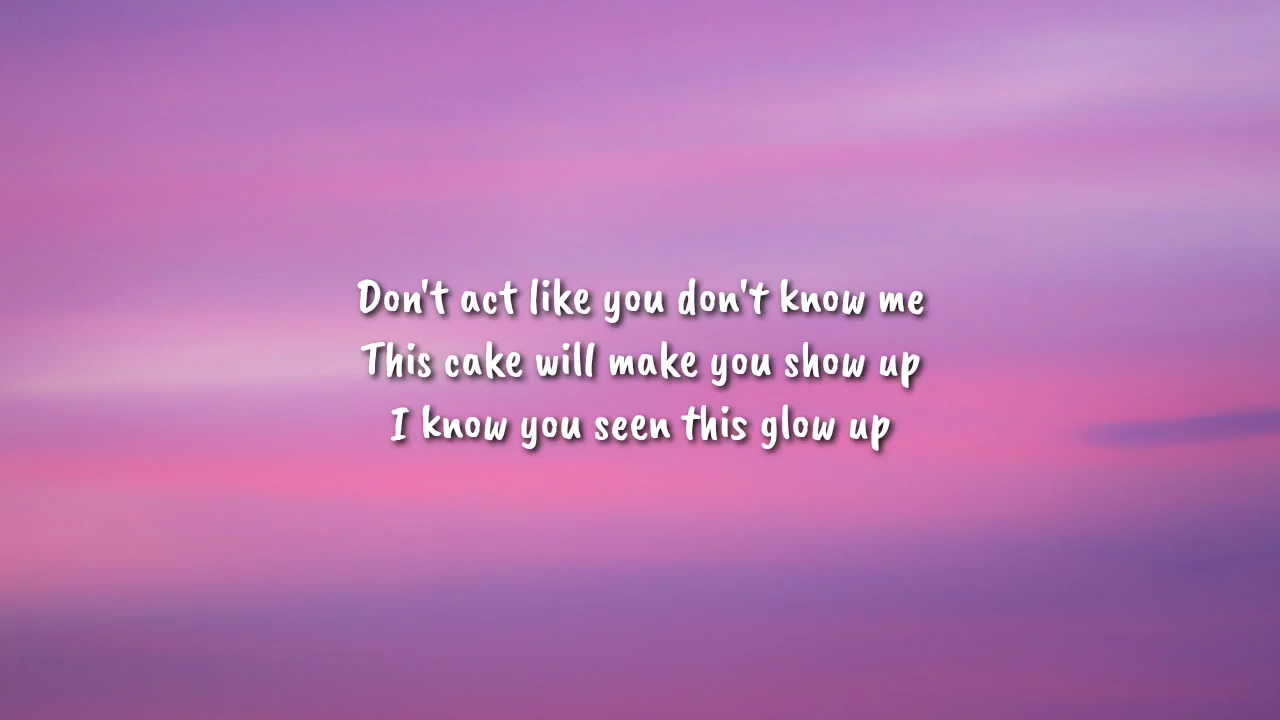 Don't act like you don't know me
This cake will make you show up
I know you seen this glow up